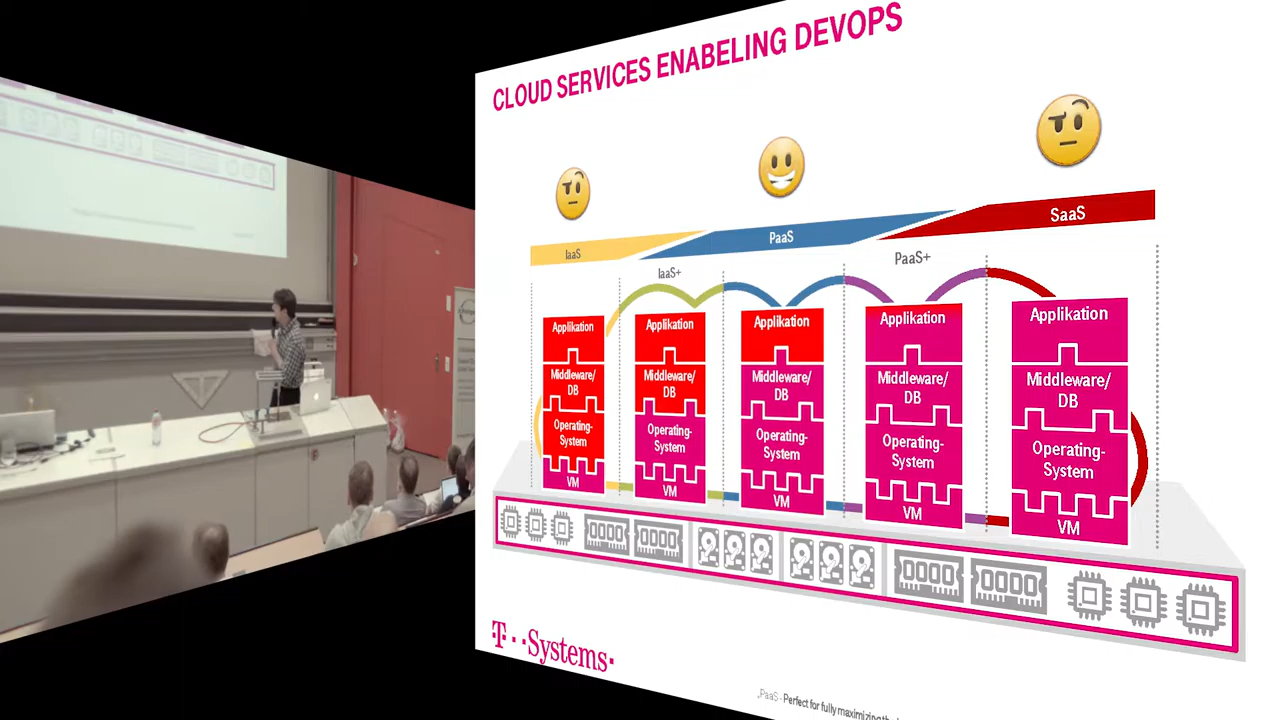 CLOUD SERVICES ENABELING DEVOPS
IaaS
PaaS
SaaS
IaaS+
PaaS+
Applikation
Middleware/
DB
Operating-
System
VM
Applikation
Middleware/
DB
Operating-
System
VM
Applikation
Middleware/
DB
Operating-
System
VM
Applikation
Middleware/
DB
Operating-
System
VM
Applikation
Middleware/
DB
Operating-
System
VM
T··Systems·
„PaaS - Perfect for fully maximizing